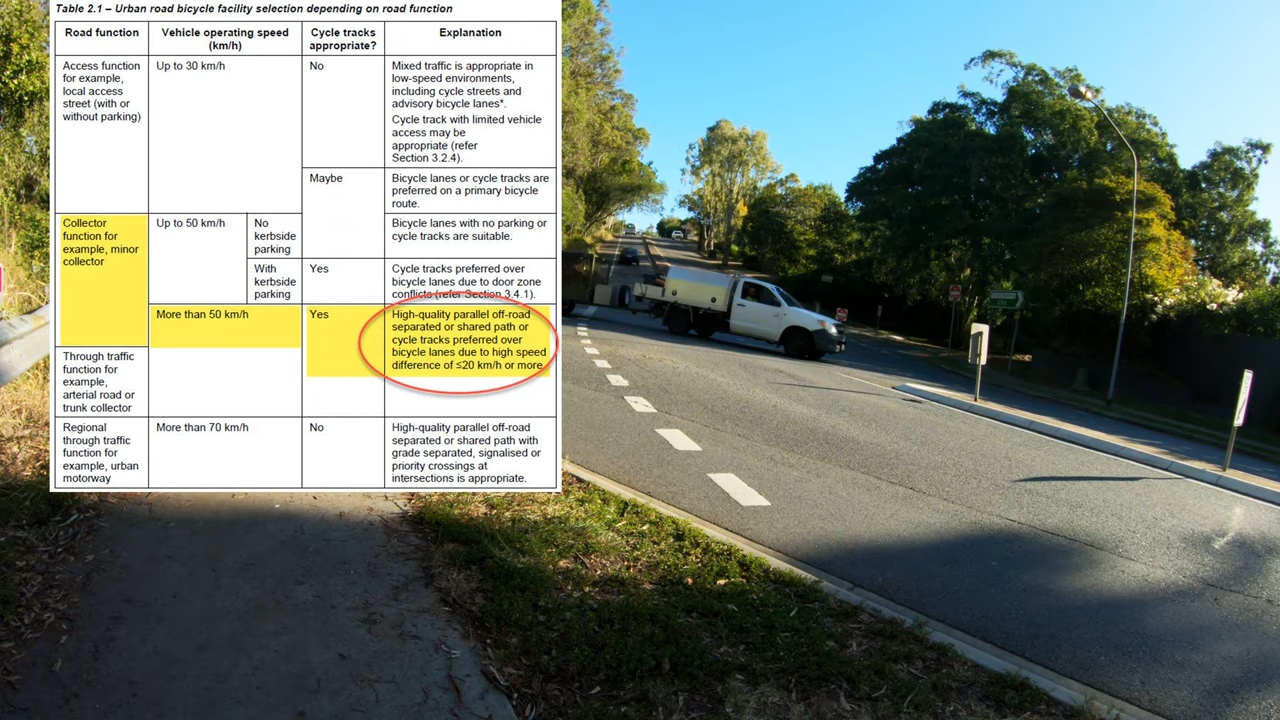 Table 2.1 – Urban road bicycle facility selection depending on road function
Road function
Vehicle operating speed
(km/h)
Cycle tracks
appropriate?
Explanation
Access function
for example,
local access
street (with or
without parking)
Up to 30 km/h
No
Mixed traffic is appropriate in
low-speed environments,
including cycle streets and
advisory bicycle lanes*.
Cycle track with limited vehicle
access may be
appropriate (refer
Section 3.2.4).
Maybe
Bicycle lanes or cycle tracks are
preferred on a primary bicycle
route.
Collector
function for
example, minor
collector
Up to 50 km/h
No
kerbside
parking
Bicycle lanes with no parking or
cycle tracks are suitable.
With
kerbside
parking
Yes
Cycle tracks preferred over
bicycle lanes due to door zone
conflicts (refer Section 3.4.1).
More than 50 km/h
Yes
High-quality parallel off-road
separated or shared path or
cycle tracks preferred over
bicycle lanes due to high speed
difference of ≤20 km/h or more
Through traffic
function for
example,
arterial road or
trunk collector
Regional
through traffic
function for
example, urban
motorway
More than 70 km/h
No
High-quality parallel off-road
separated or shared path with
grade separated, signalised or
priority crossings at
intersections is appropriate.